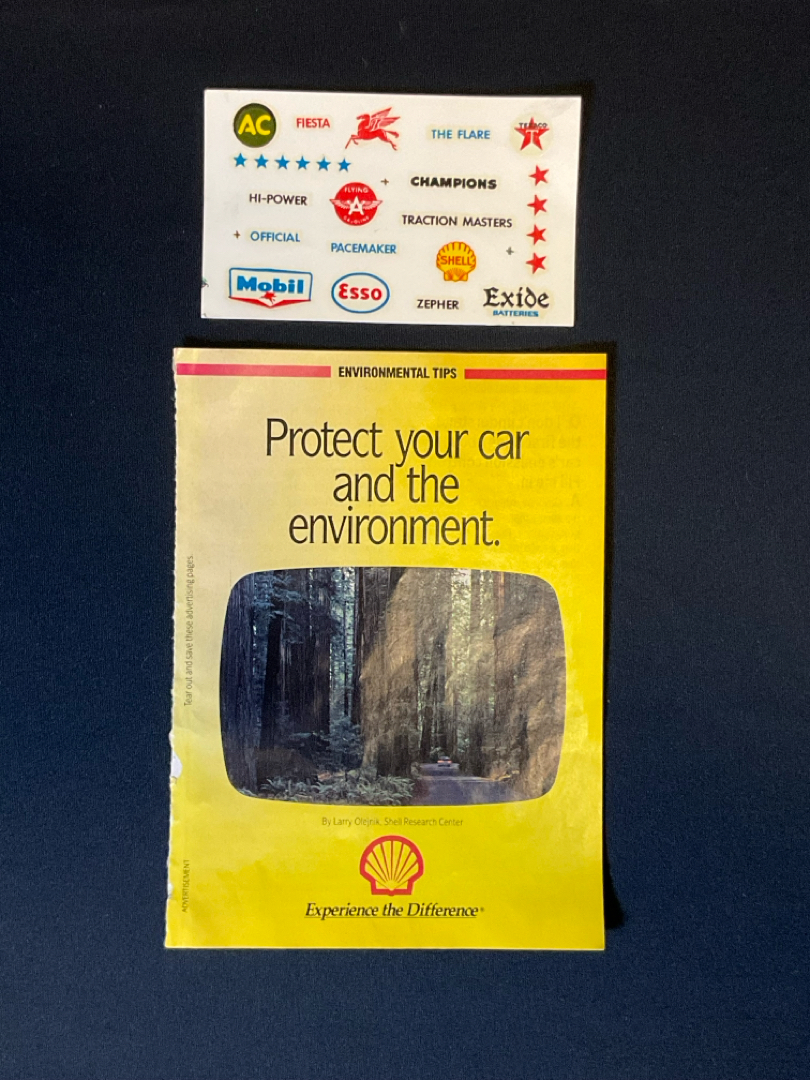 AC
FIESTA
THE FLARE
TEXACO
T
CHAMPIONS
HI-POWER
FLYING
A
GASOLINE
TRACTION MASTERS
OFFICIAL
PACEMAKER
SHELL
Mobil
Esso
ZEPHER
Exide
BATTERIES
ENVIRONMENTAL TIPS
Protect your car
and the
environment.
Tear out and save these advertising pages.
By Larry Olejnik, Shell Research Center
ADVERTISEMENT
Experience the Difference®